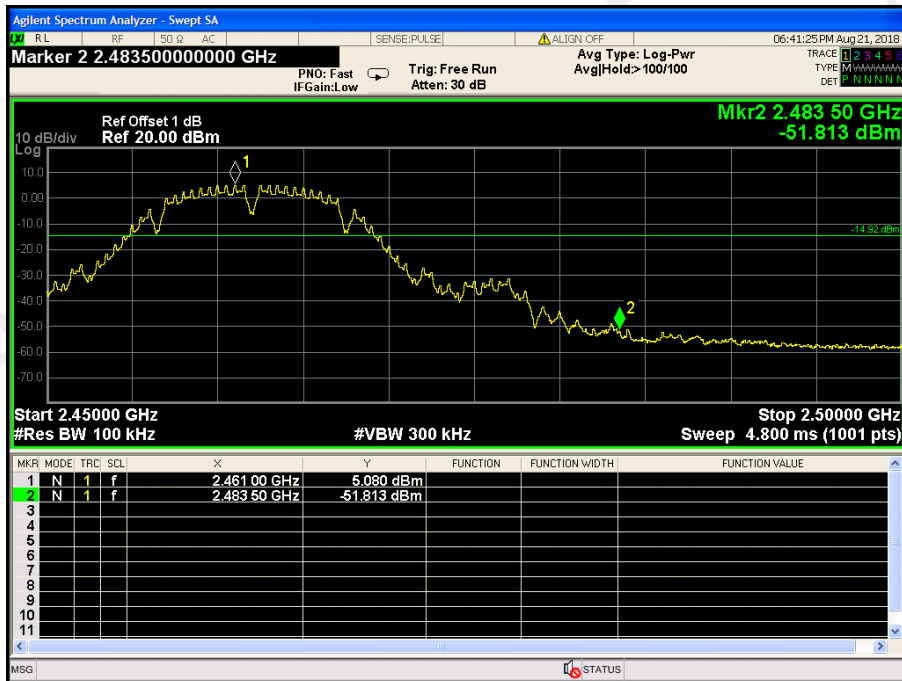 Agilent Spectrum Analyzer - Swept SA
LXI RL RF 50 Ω AC SENSE:PULSE ALIGN OFF 06:41:25 PM Aug 21, 2018
Marker 2 2.483500000000 GHz
PNO: Fast Trig: Free Run Avg Type: Log-Pwr TRACE 1 2 3 4 5 6
IFGain:Low Atten: 30 dB Avg|Hold:>100/100 TYPE M WWWWW
DET P N N N N N
Mkr2 2.483 50 GHz
-51.813 dBm
Ref Offset 1 dB
10 dB/div Ref 20.00 dBm
Log
1
10.0
0.00
-10.0
-14.92 dBm
-20.0
-30.0
-40.0
2
-50.0
-60.0
-70.0
Start 2.45000 GHz Stop 2.50000 GHz
#Res BW 100 kHz #VBW 300 kHz Sweep 4.800 ms (1001 pts)
MKR MODE TRC SCL X Y FUNCTION FUNCTION WIDTH FUNCTION VALUE
1 N 1 f 2.461 00 GHz 5.080 dBm
2 N 1 f 2.483 50 GHz -51.813 dBm
3
4
5
6
7
8
9
10
11
MSG STATUS